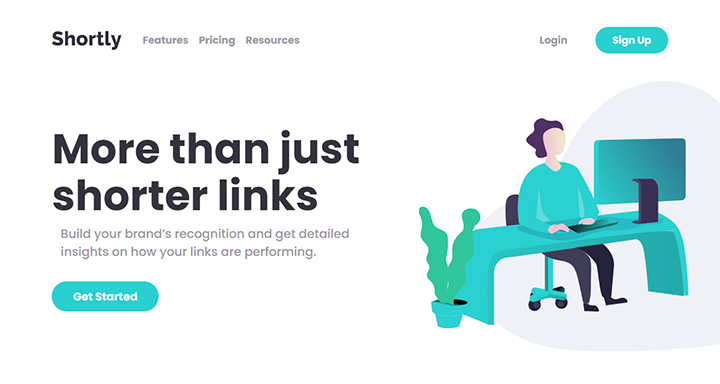 Shortly Features Pricing Resources Login Sign Up
More than just
shorter links
Build your brand’s recognition and get detailed
insights on how your links are performing.
Get Started